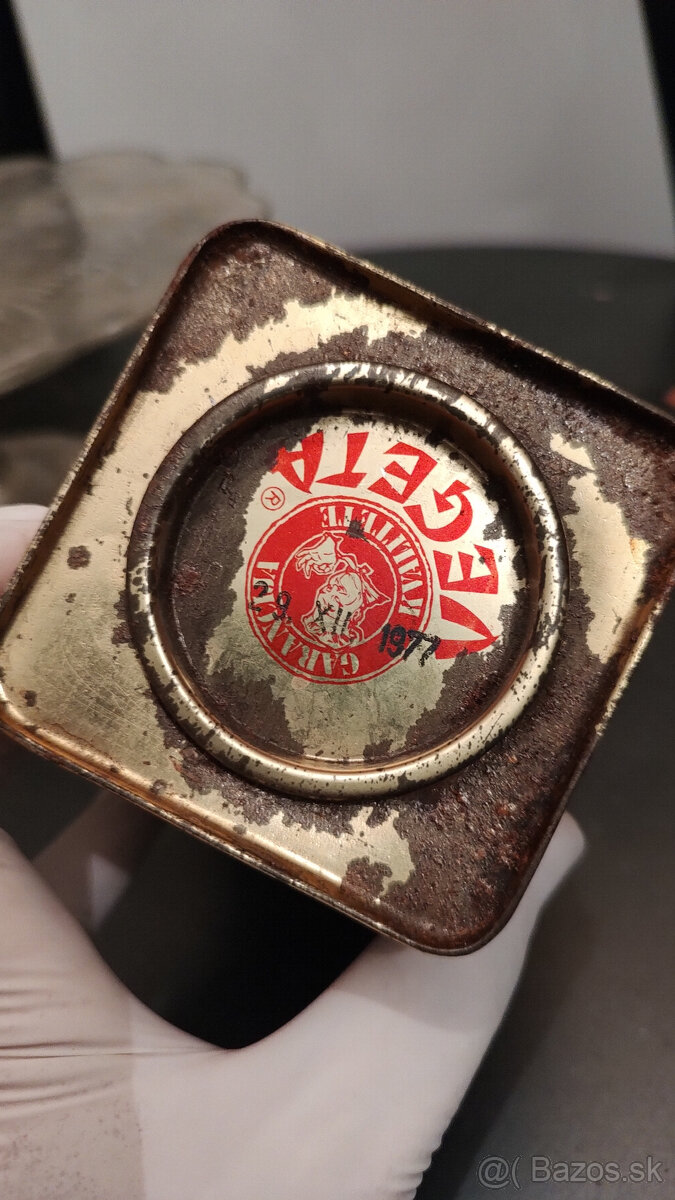 VEGETA
®
GARANCIJA KVALITETE
29. XII. 1977
@( Bazos.sk